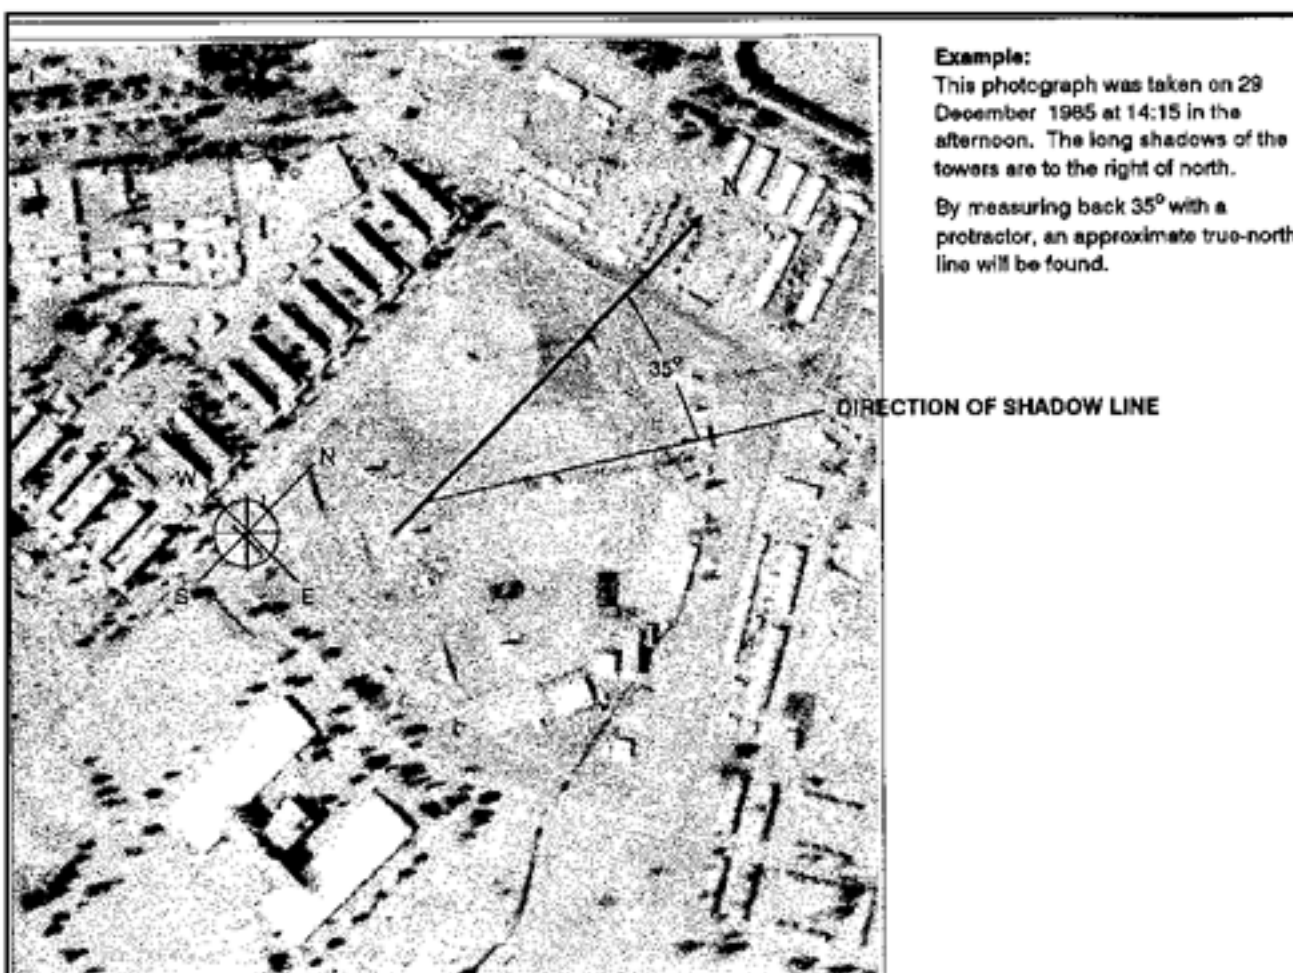 Example:
This photograph was taken on 29
December 1985 at 14:15 in the
afternoon. The long shadows of the
towers are to the right of north.
By measuring back 35° with a
protractor, an approximate true-north
line will be found.
N
35°
DIRECTION OF SHADOW LINE
N
W
S
E